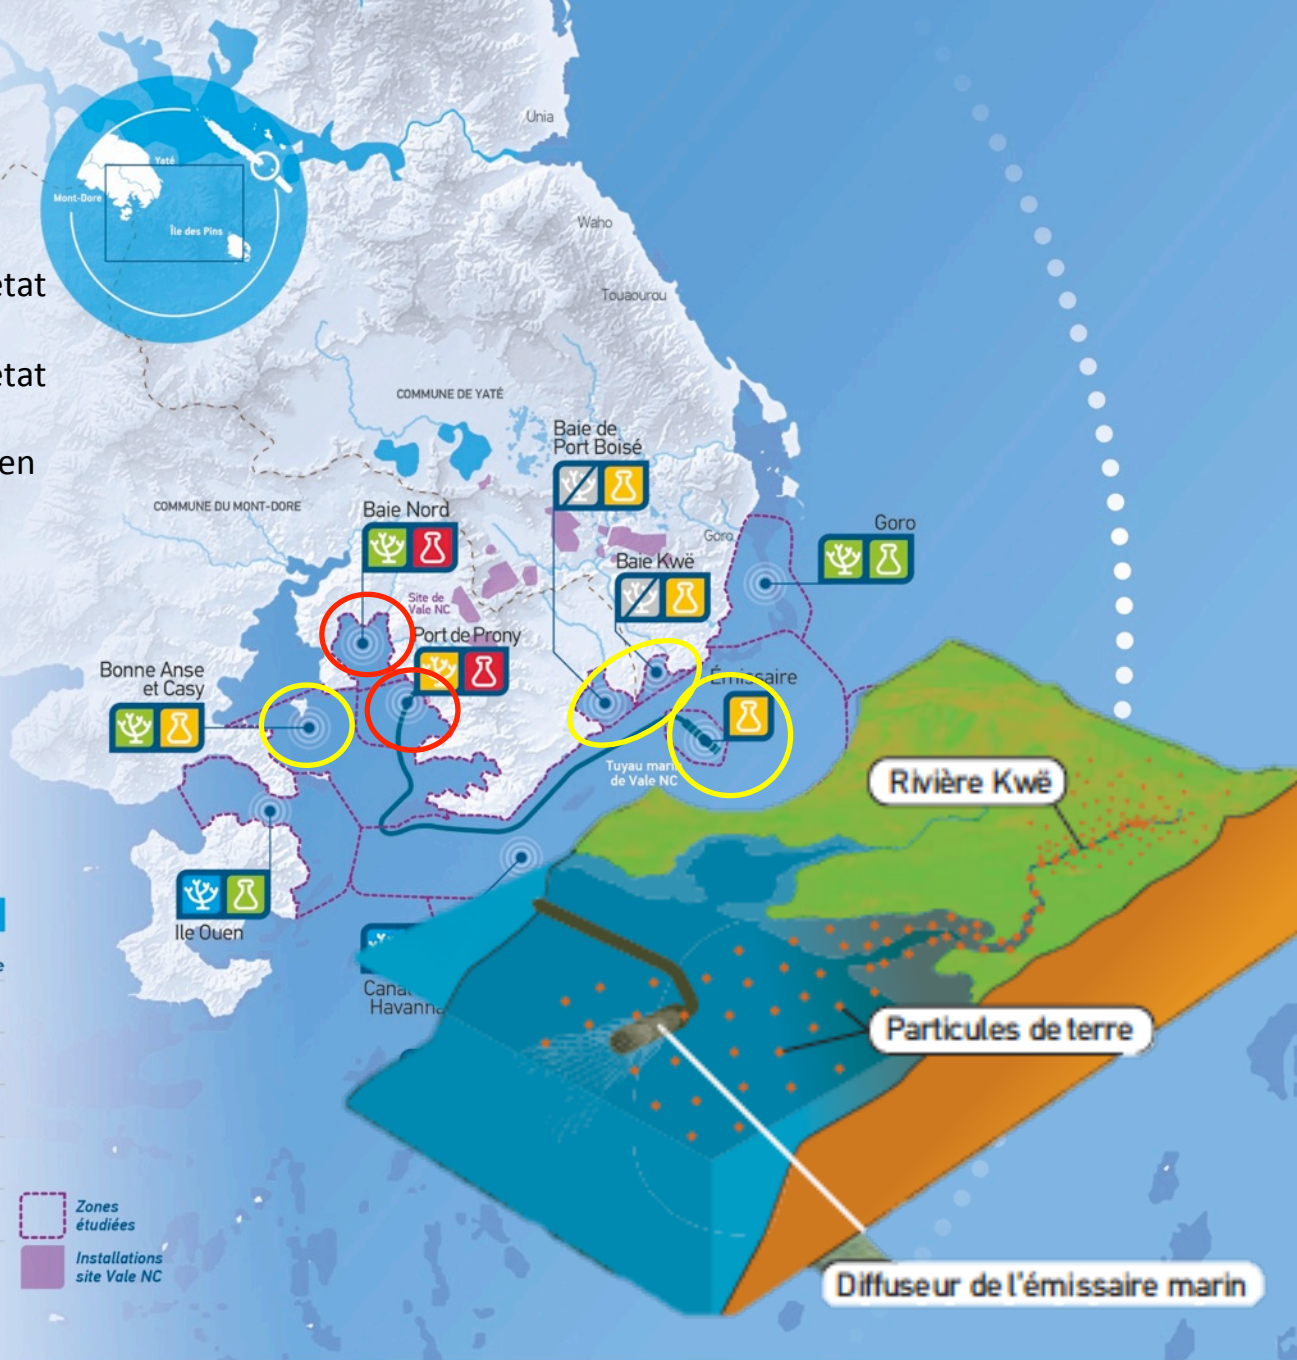 Unia
Yaté
Mont-Dore
Île des Pins
Waho
Touaourou
etat
etat
en
COMMUNE DE YATÉ
Baie de
Port Boisé
COMMUNE DU MONT-DORE
Baie Nord
Goro
Goro
Baie Kwë
Site de
Vale NC
Port de Prony
Bonne Anse
et Casy
Émissaire
Tuyau marin
de Vale NC
Rivière Kwë
Ile Ouen
e
Canal
Havanna
Particules de terre
Zones
étudiées
Installations
site Vale NC
Diffuseur de l'émissaire marin